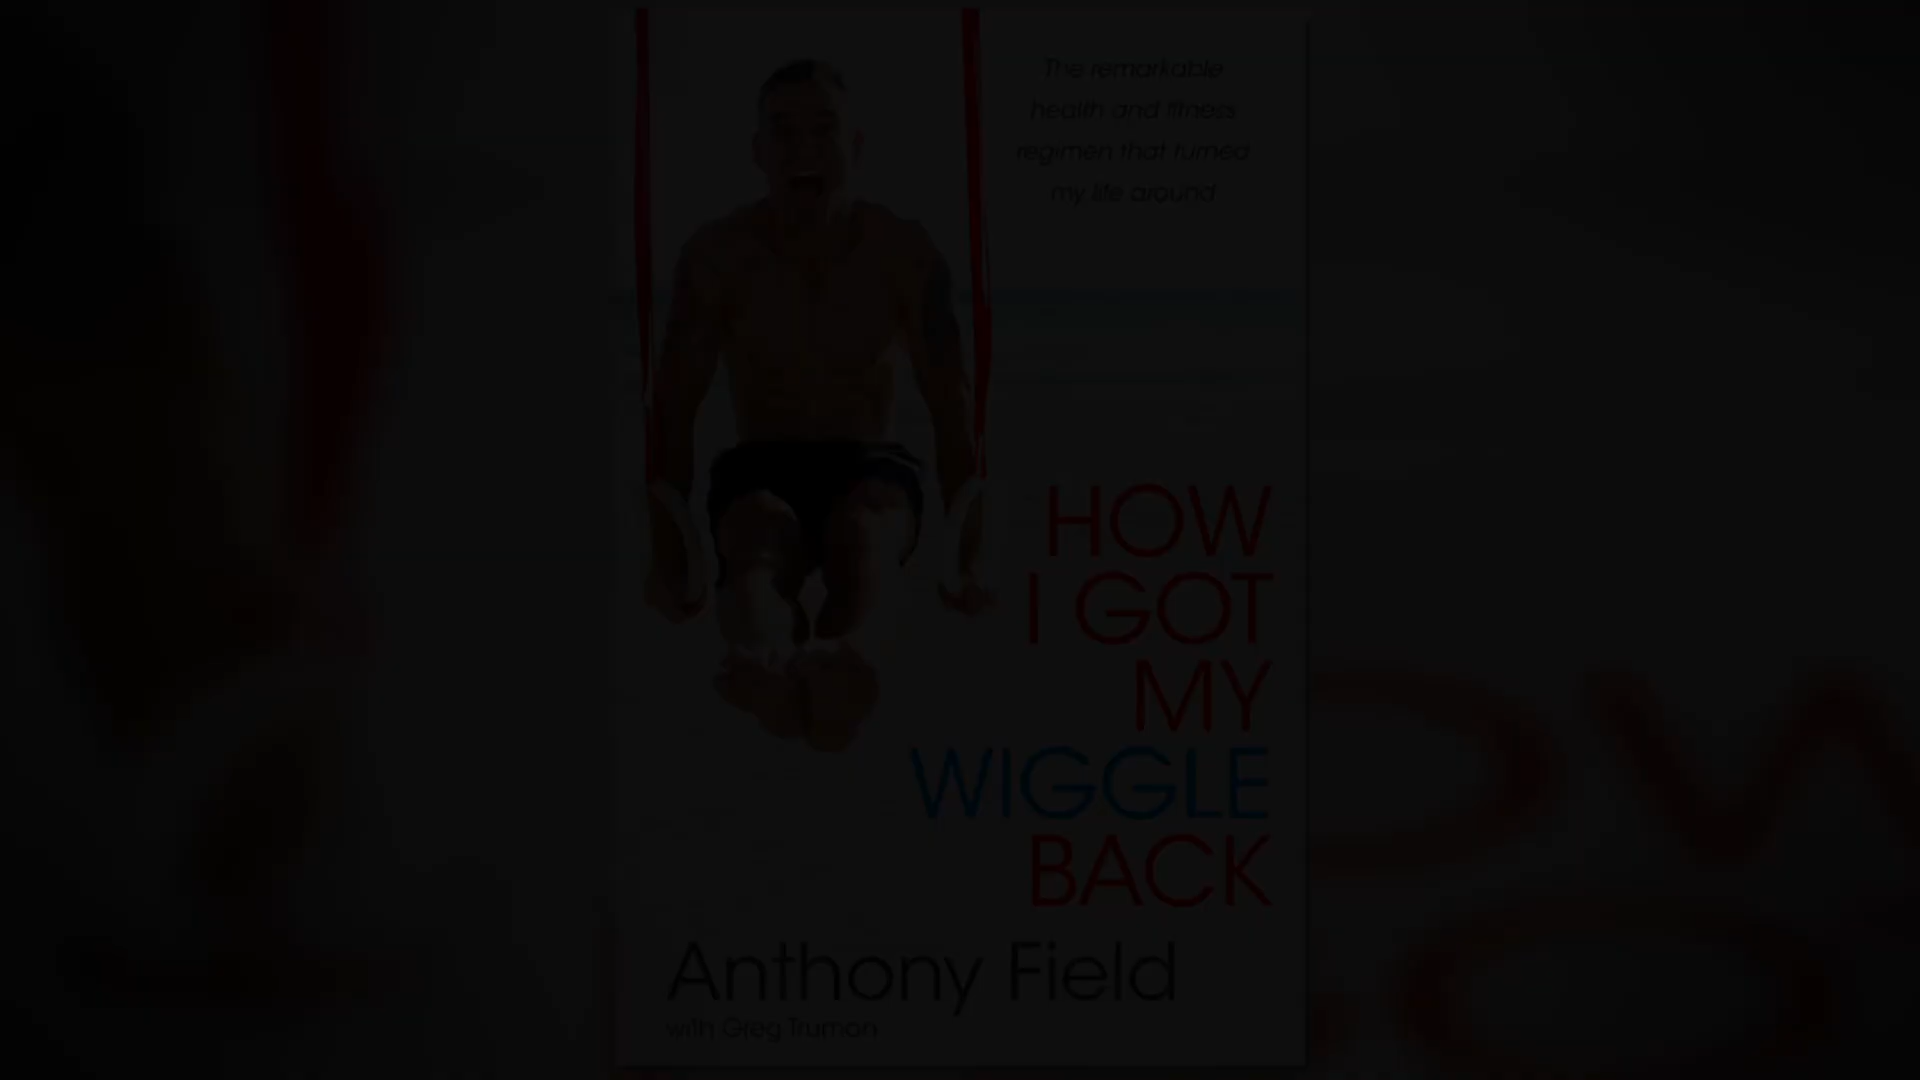 The remarkable
health and fitness
regimen that turned
my life around
HOW
I GOT
MY
WIGGLE
BACK
Anthony Field
with Greg Truman